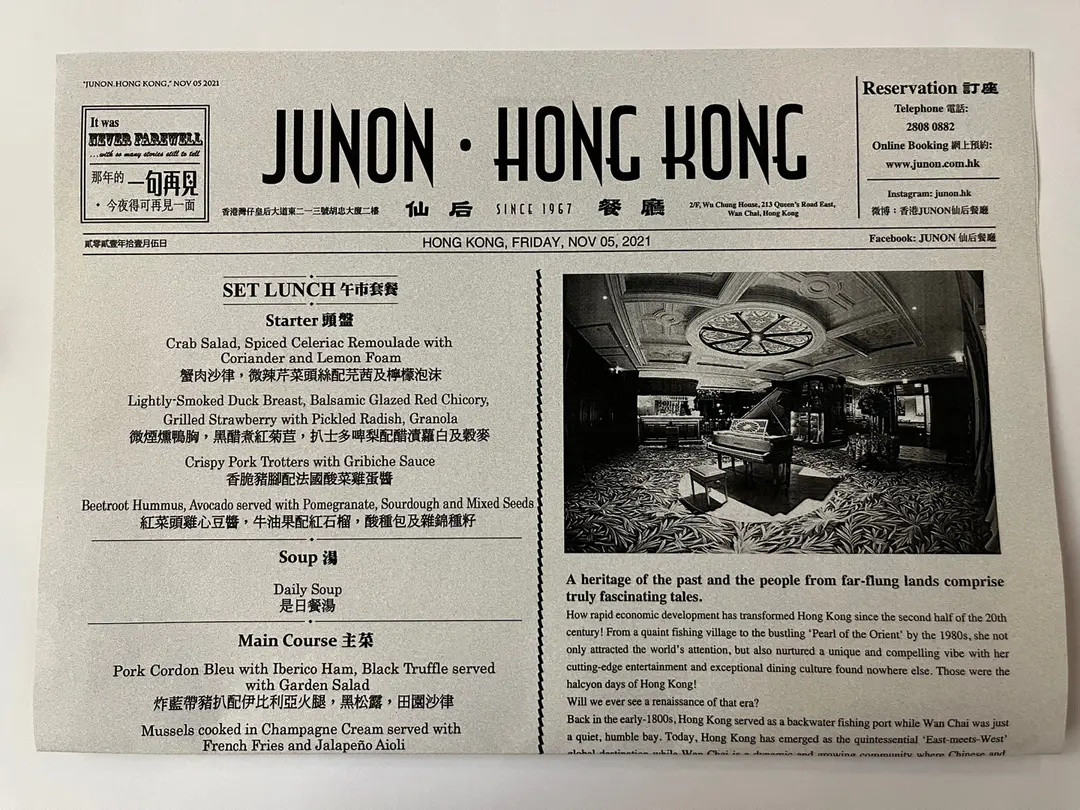 "JUNON.HONG KONG," NOV 05 2021
It was
NEVER FAREWELL
...with so many stories still to tell
那年的 一句再見
• 今夜得可再見一面
JUNON · HONG KONG
香港灣仔皇后大道東二一三號胡忠大廈二樓
仙后 SINCE 1967 餐廳
2/F, Wu Chung House, 213 Queen's Road East,
Wan Chai, Hong Kong
Reservation 訂座
Telephone 電話:
2808 0882
Online Booking 網上預約:
www.junon.com.hk
Instagram: junon.hk
微博：香港JUNON仙后餐廳
Facebook: JUNON 仙后餐廳
貳零貳壹年拾壹月伍日
HONG KONG, FRIDAY, NOV 05, 2021
SET LUNCH 午市套餐
Starter 頭盤
Crab Salad, Spiced Celeriac Remoulade with
Coriander and Lemon Foam
蟹肉沙律，微辣芹菜頭絲配芫茜及檸檬泡沫
Lightly-Smoked Duck Breast, Balsamic Glazed Red Chicory,
Grilled Strawberry with Pickled Radish, Granola
微煙燻鴨胸，黑醋煮紅菊苣，扒士多啤梨配醋漬蘿白及穀麥
Crispy Pork Trotters with Gribiche Sauce
香脆豬腳配法國酸菜雞蛋醬
Beetroot Hummus, Avocado served with Pomegranate, Sourdough and Mixed Seeds
紅菜頭雞心豆醬，牛油果配紅石榴，酸種包及雜錦種籽
Soup 湯
Daily Soup
是日餐湯
Main Course 主菜
Pork Cordon Bleu with Iberico Ham, Black Truffle served
with Garden Salad
炸藍帶豬扒配伊比利亞火腿，黑松露，田園沙律
Mussels cooked in Champagne Cream served with
French Fries and Jalapeño Aioli
A heritage of the past and the people from far-flung lands comprise
truly fascinating tales.
How rapid economic development has transformed Hong Kong since the second half of the 20th
century! From a quaint fishing village to the bustling 'Pearl of the Orient' by the 1980s, she not
only attracted the world's attention, but also nurtured a unique and compelling vibe with her
cutting-edge entertainment and exceptional dining culture found nowhere else. Those were the
halcyon days of Hong Kong!
Will we ever see a renaissance of that era?
Back in the early-1800s, Hong Kong served as a backwater fishing port while Wan Chai was just
a quiet, humble bay. Today, Hong Kong has emerged as the quintessential 'East-meets-West'
global destination while Wan Chai is a dynamic and growing community where Chinese and